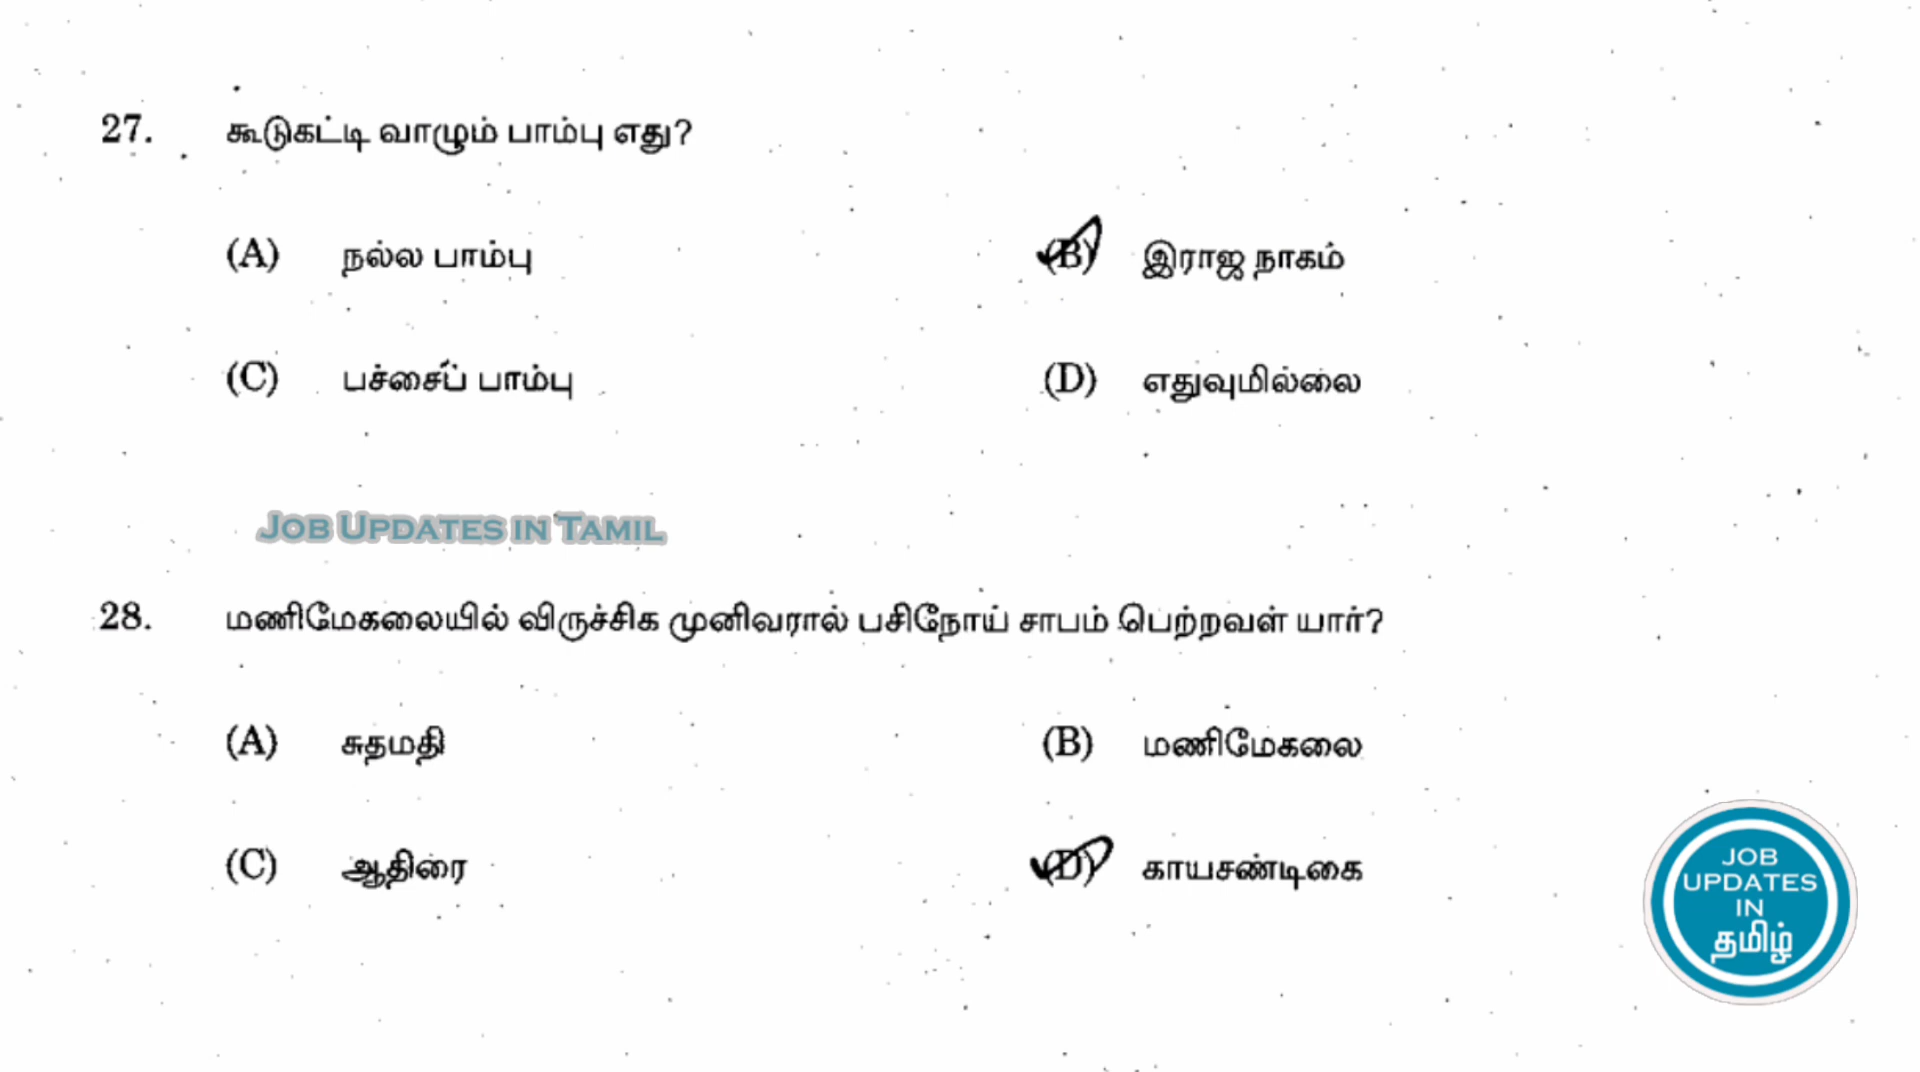 27. கூடுகட்டி வாழும் பாம்பு எது?
(A) நல்ல பாம்பு (B) இராஜ நாகம்
(C) பச்சைப் பாம்பு (D) எதுவுமில்லை
JOB UPDATES IN TAMIL
28. மணிமேகலையில் விருச்சிக முனிவரால் பசிநோய் சாபம் பெற்றவள் யார்?
(A) சுதமதி (B) மணிமேகலை
(C) ஆதிரை (D) காயசண்டிகை
JOB
UPDATES
IN
தமிழ்